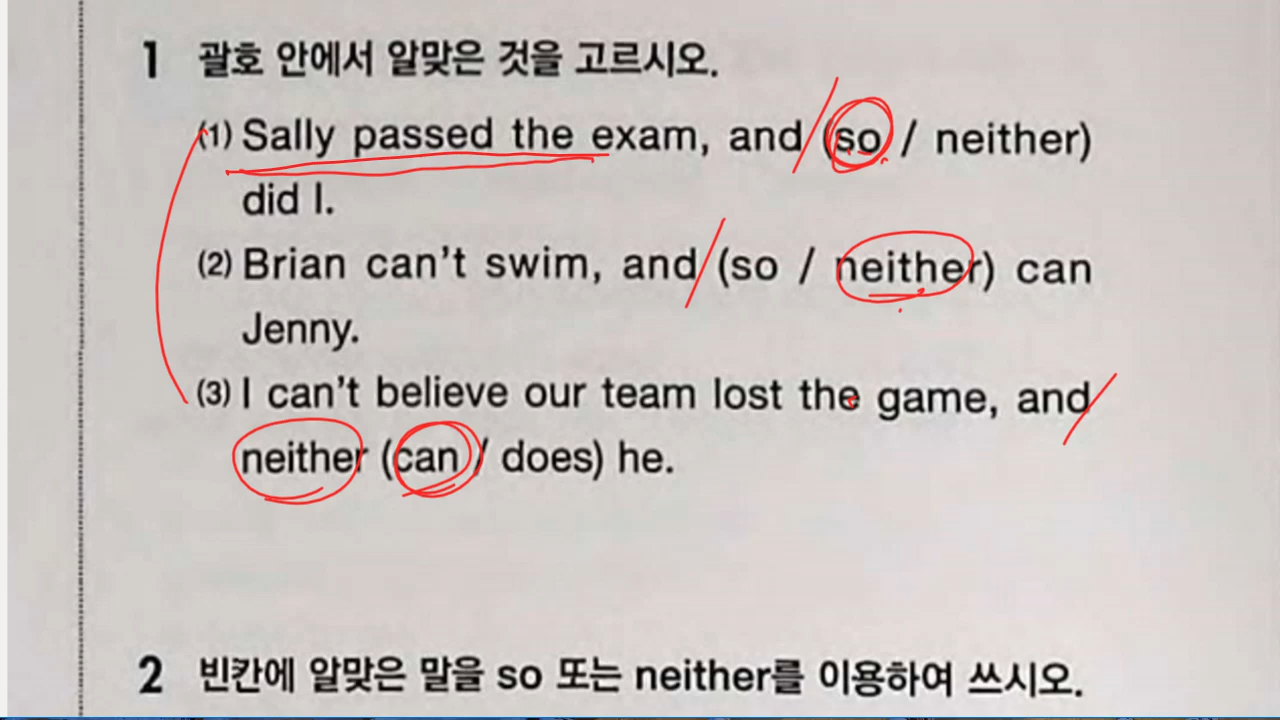 1 괄호 안에서 알맞은 것을 고르시오.
(1) Sally passed the exam, and (so / neither)
did I.
(2) Brian can't swim, and (so / neither) can
Jenny.
(3) I can't believe our team lost the game, and
neither (can / does) he.
2 빈칸에 알맞은 말을 so 또는 neither를 이용하여 쓰시오.